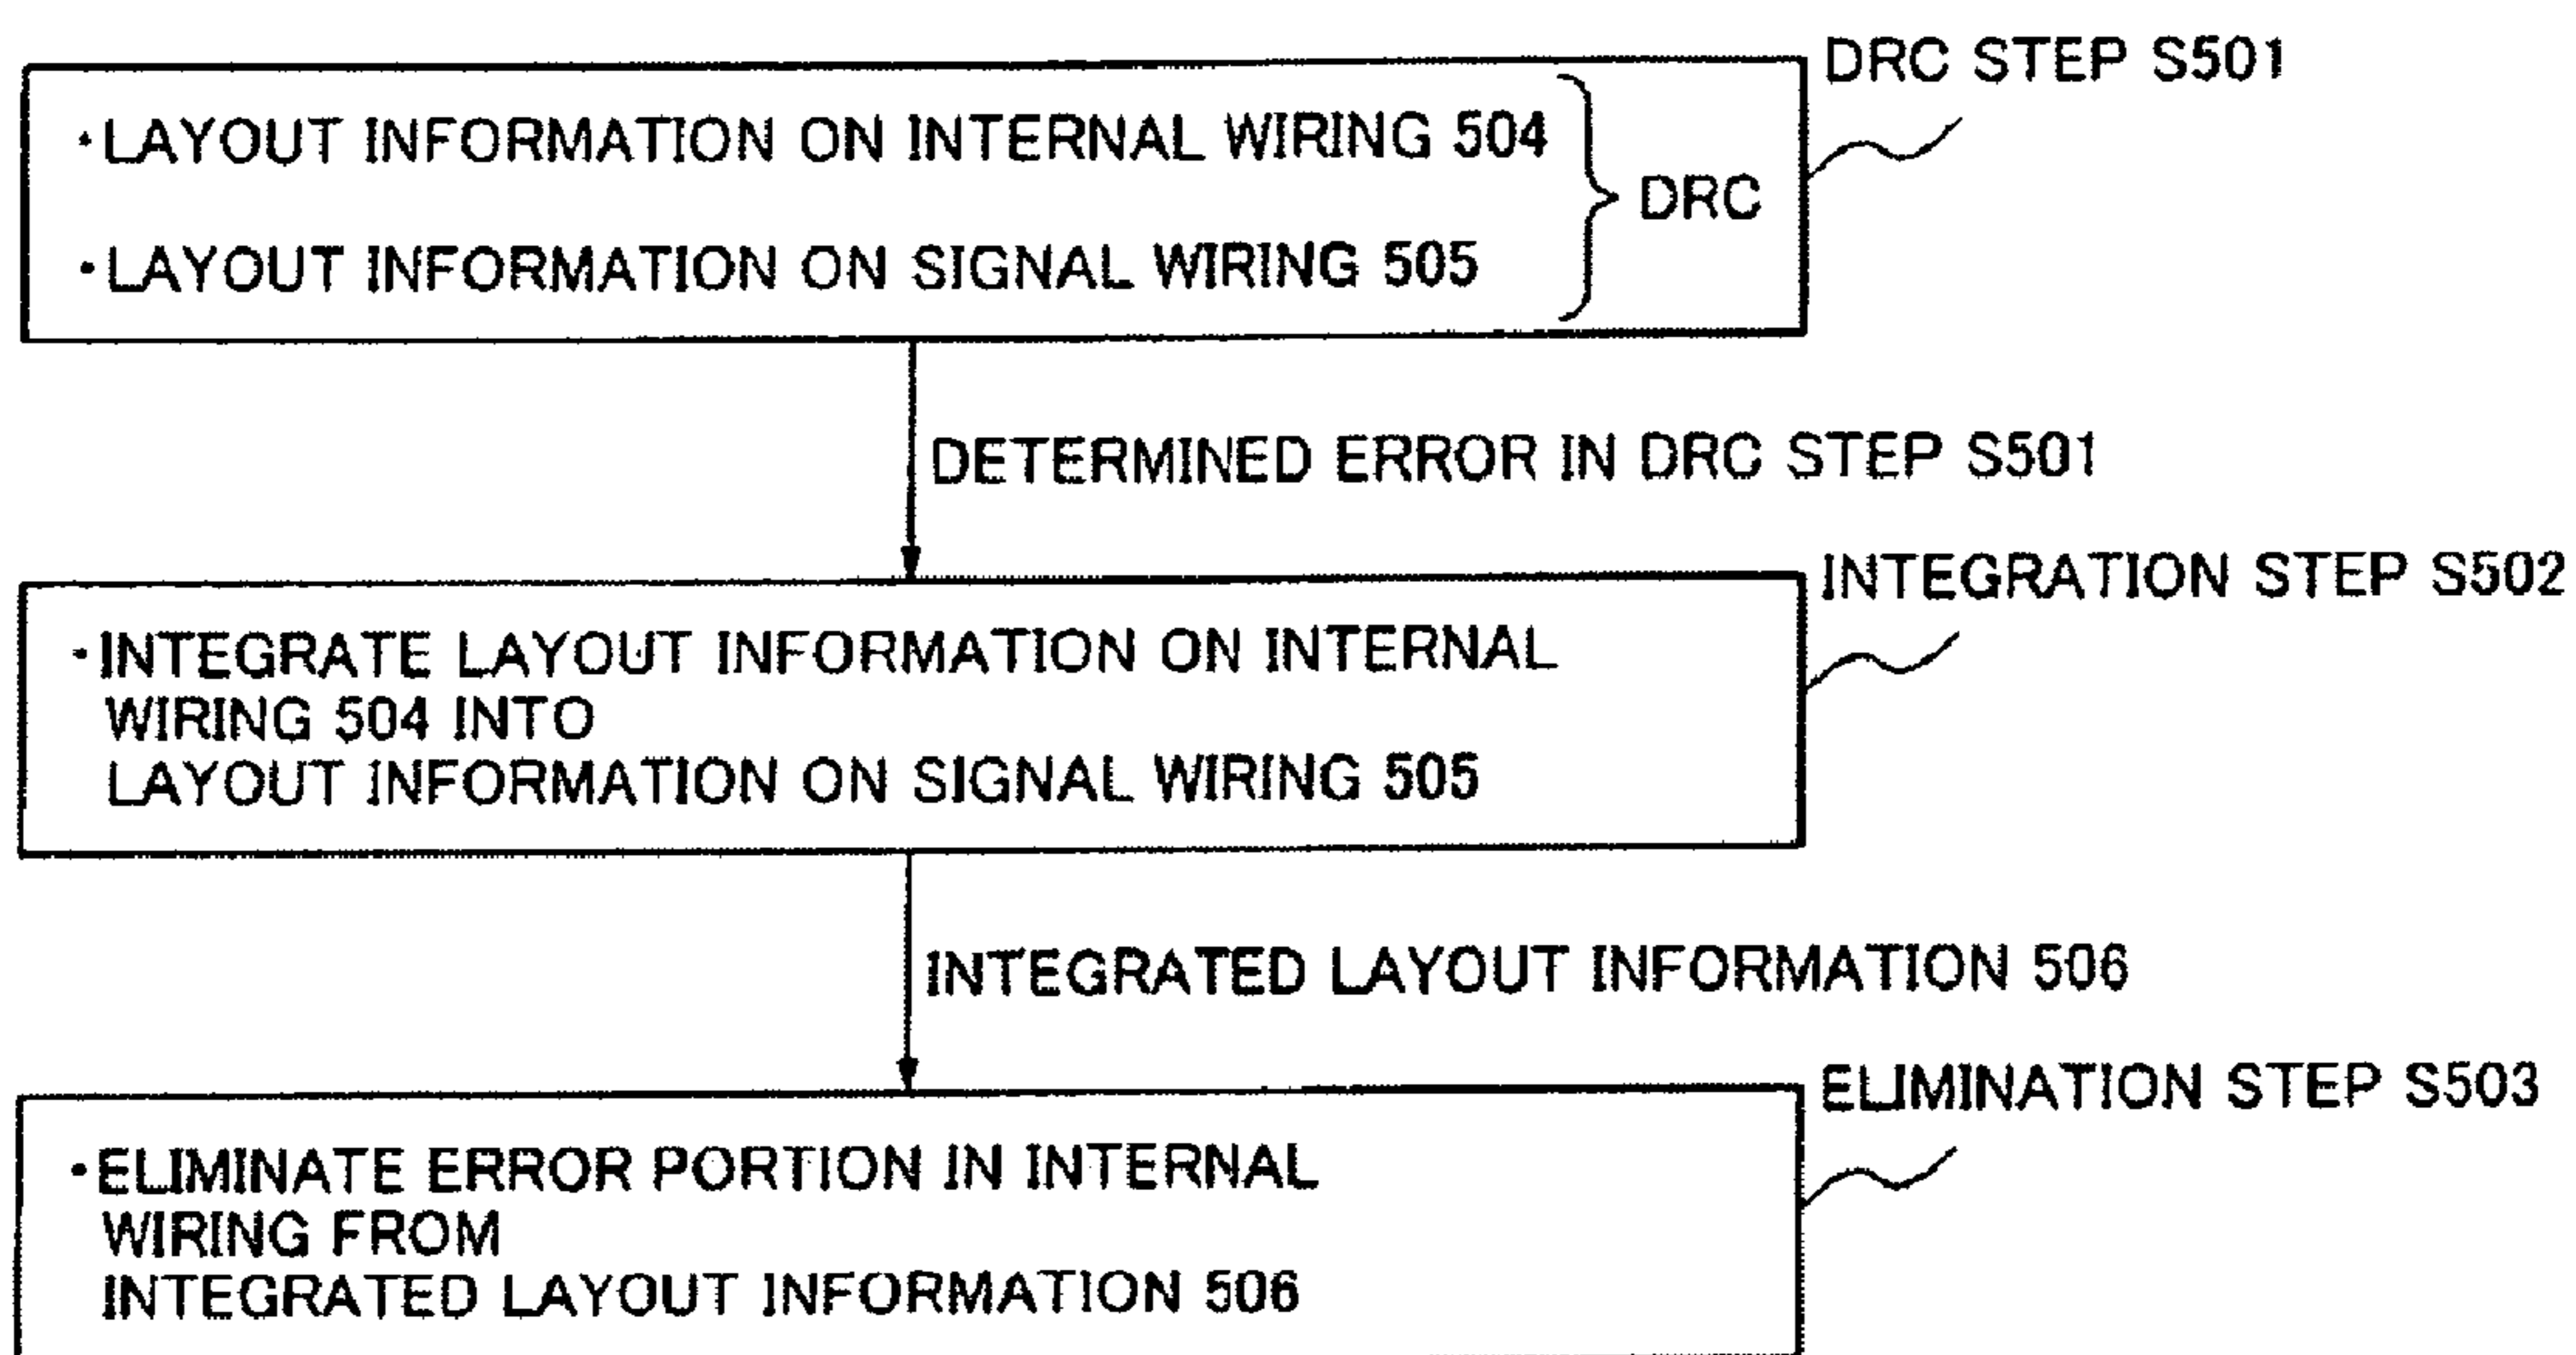 DRC STEP S501
·LAYOUT INFORMATION ON INTERNAL WIRING 504
DRC
·LAYOUT INFORMATION ON SIGNAL WIRING 505
DETERMINED ERROR IN DRC STEP S501
INTEGRATION STEP S502
·INTEGRATE LAYOUT INFORMATION ON INTERNAL
WIRING 504 INTO
LAYOUT INFORMATION ON SIGNAL WIRING 505
INTEGRATED LAYOUT INFORMATION 506
ELIMINATION STEP S503
·ELIMINATE ERROR PORTION IN INTERNAL
WIRING FROM
INTEGRATED LAYOUT INFORMATION 506